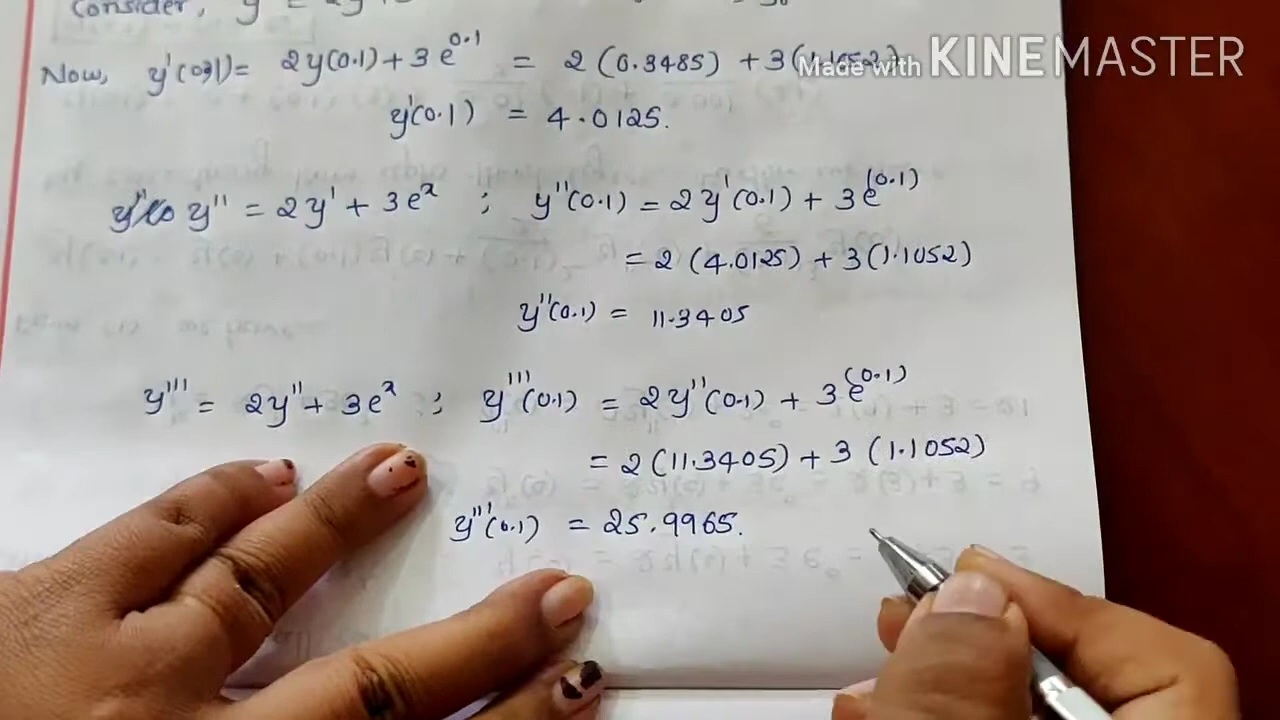 Consider, y
Now, y'(0.1) = 2y(0.1) + 3e^0.1 = 2(0.3485) + 3(1.1052)
Made with KINEMASTER
y'(0.1) = 4.0125.
y'' = 2y' + 3e^x ; y''(0.1) = 2y'(0.1) + 3e^(0.1)
= 2(4.0125) + 3(1.1052)
y''(0.1) = 11.3405
y''' = 2y'' + 3e^x ; y'''(0.1) = 2y''(0.1) + 3e^(0.1)
= 2(11.3405) + 3(1.1052)
y'''(0.1) = 25.9965.